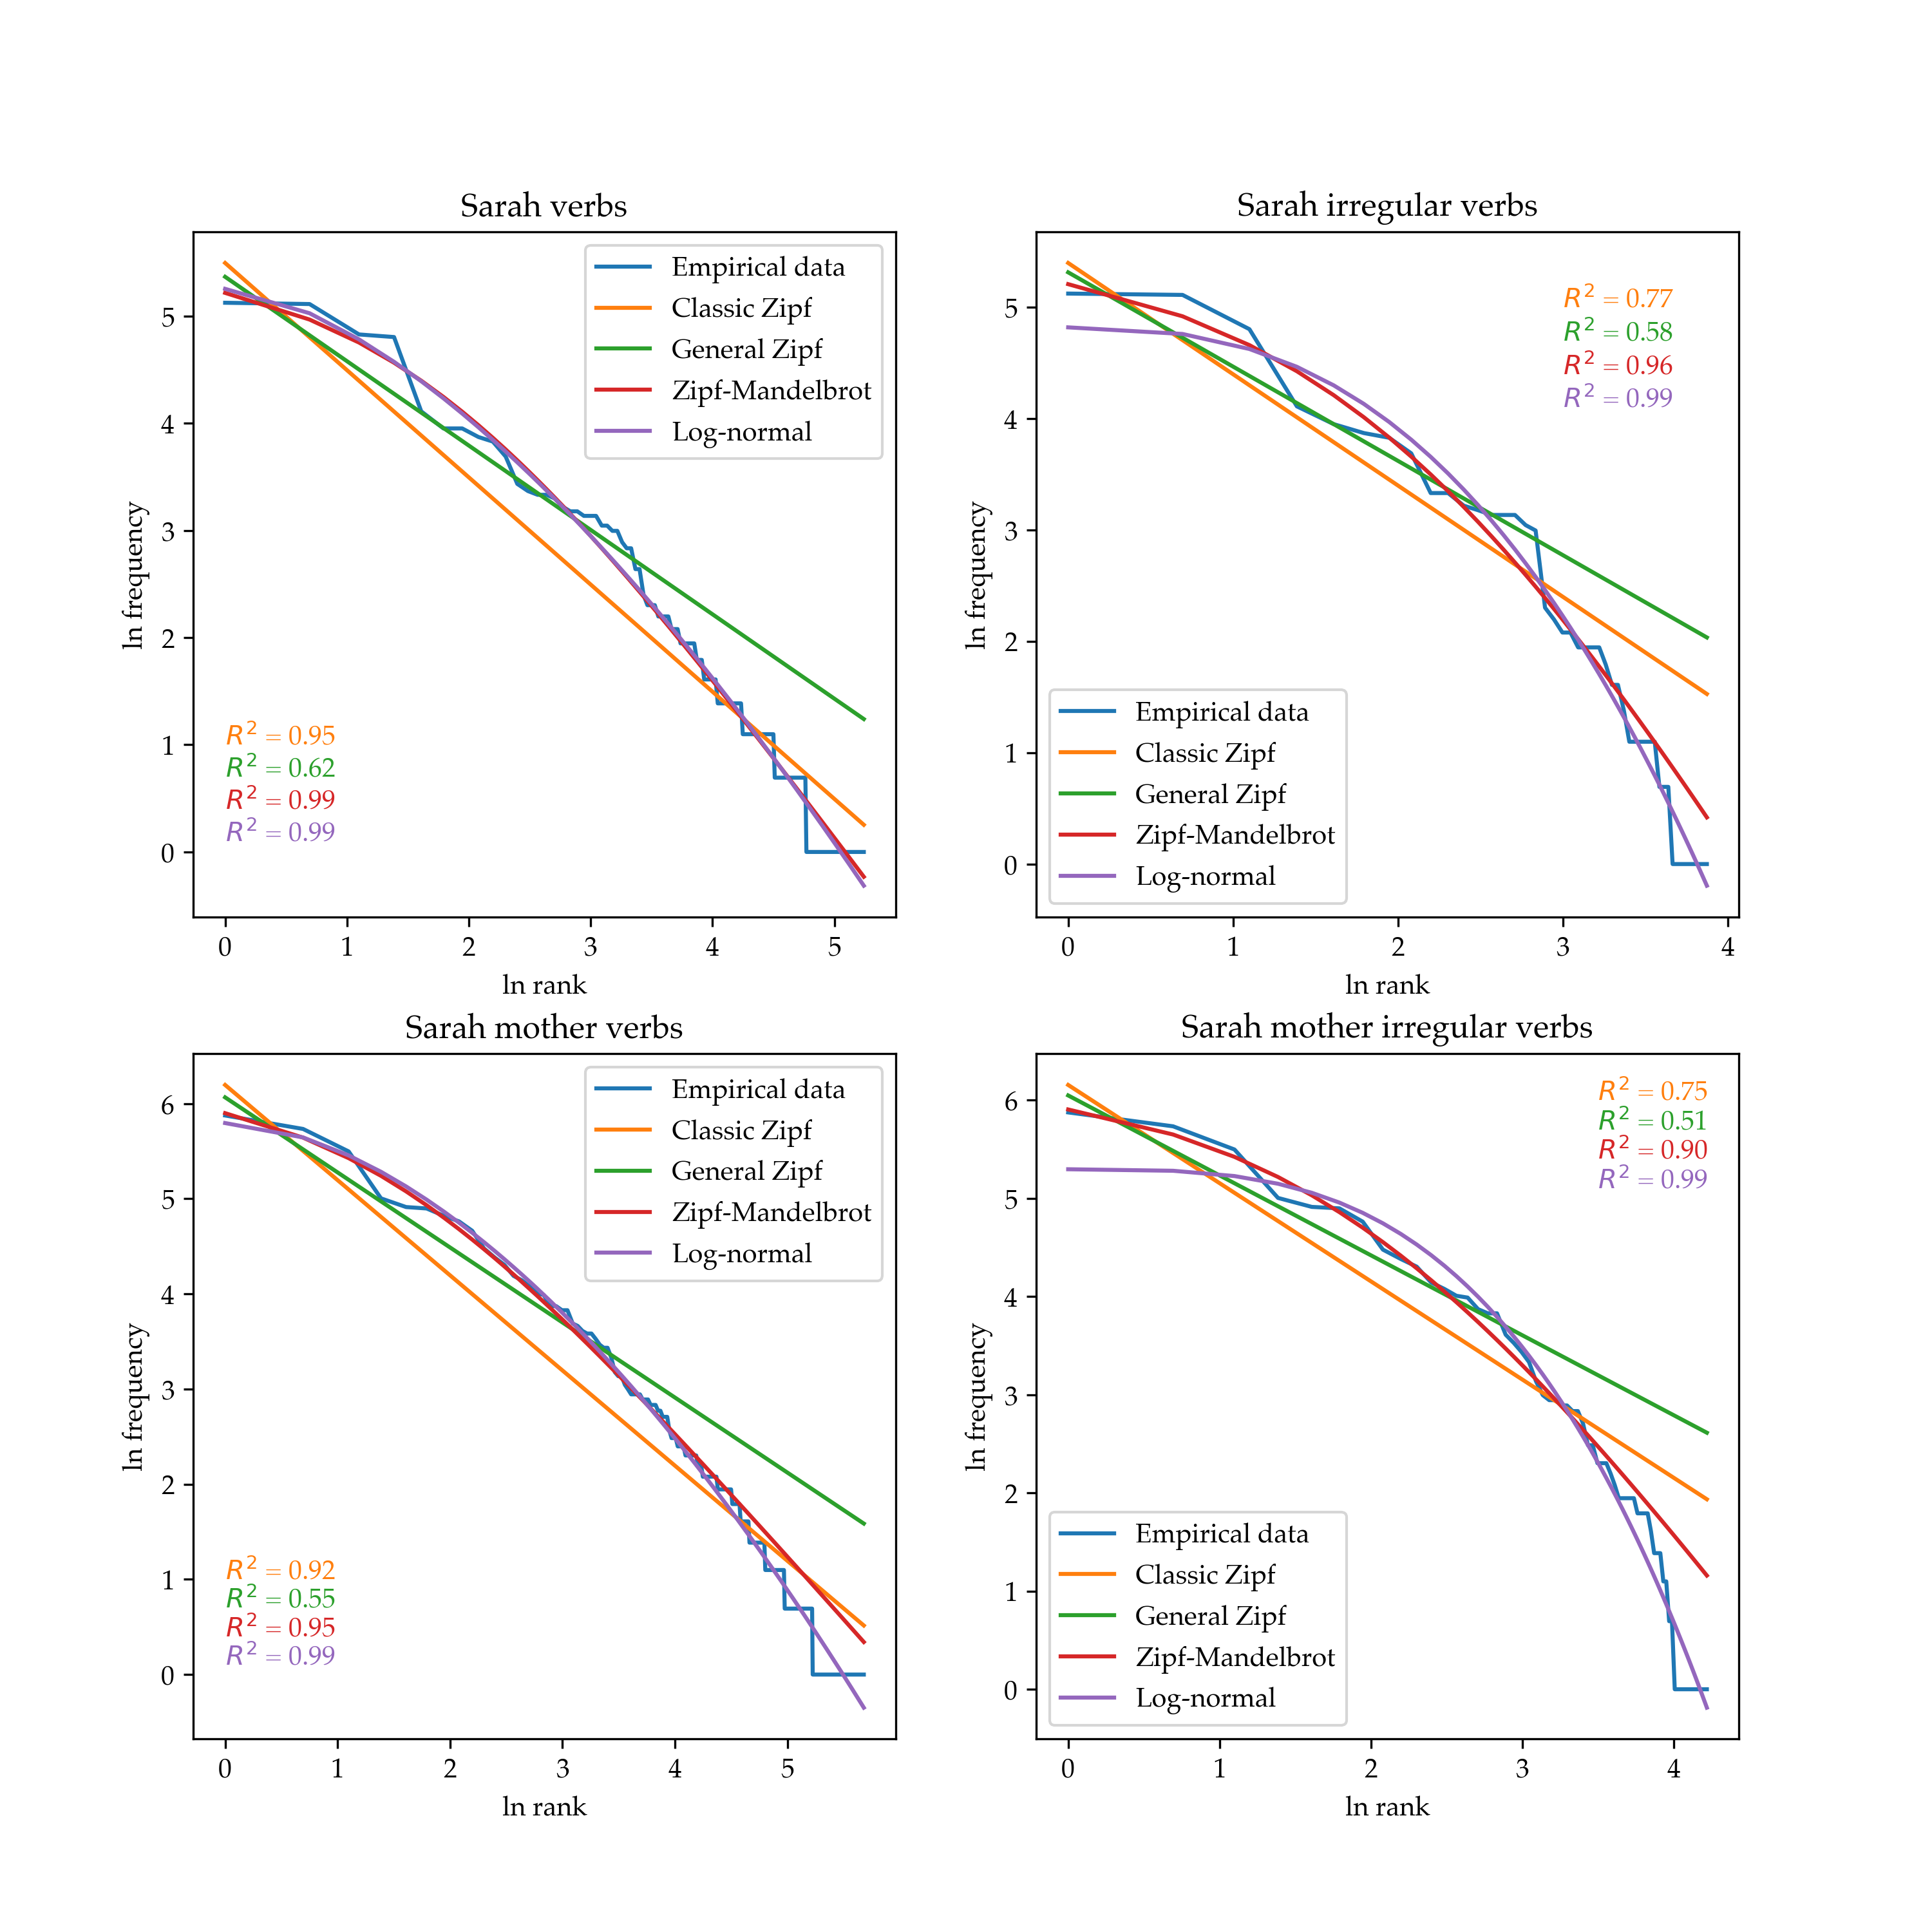 Sarah verbs
Empirical data
Classic Zipf
General Zipf
Zipf-Mandelbrot
Log-normal
R² = 0.95
R² = 0.62
R² = 0.99
R² = 0.99
5
4
3
2
1
0
ln frequency
0 1 2 3 4 5
ln rank
Sarah irregular verbs
R² = 0.77
R² = 0.58
R² = 0.96
R² = 0.99
Empirical data
Classic Zipf
General Zipf
Zipf-Mandelbrot
Log-normal
5
4
3
2
1
0
ln frequency
0 1 2 3 4
ln rank
Sarah mother verbs
Empirical data
Classic Zipf
General Zipf
Zipf-Mandelbrot
Log-normal
R² = 0.92
R² = 0.55
R² = 0.95
R² = 0.99
6
5
4
3
2
1
0
ln frequency
0 1 2 3 4 5
ln rank
Sarah mother irregular verbs
R² = 0.75
R² = 0.51
R² = 0.90
R² = 0.99
Empirical data
Classic Zipf
General Zipf
Zipf-Mandelbrot
Log-normal
6
5
4
3
2
1
0
ln frequency
0 1 2 3 4
ln rank